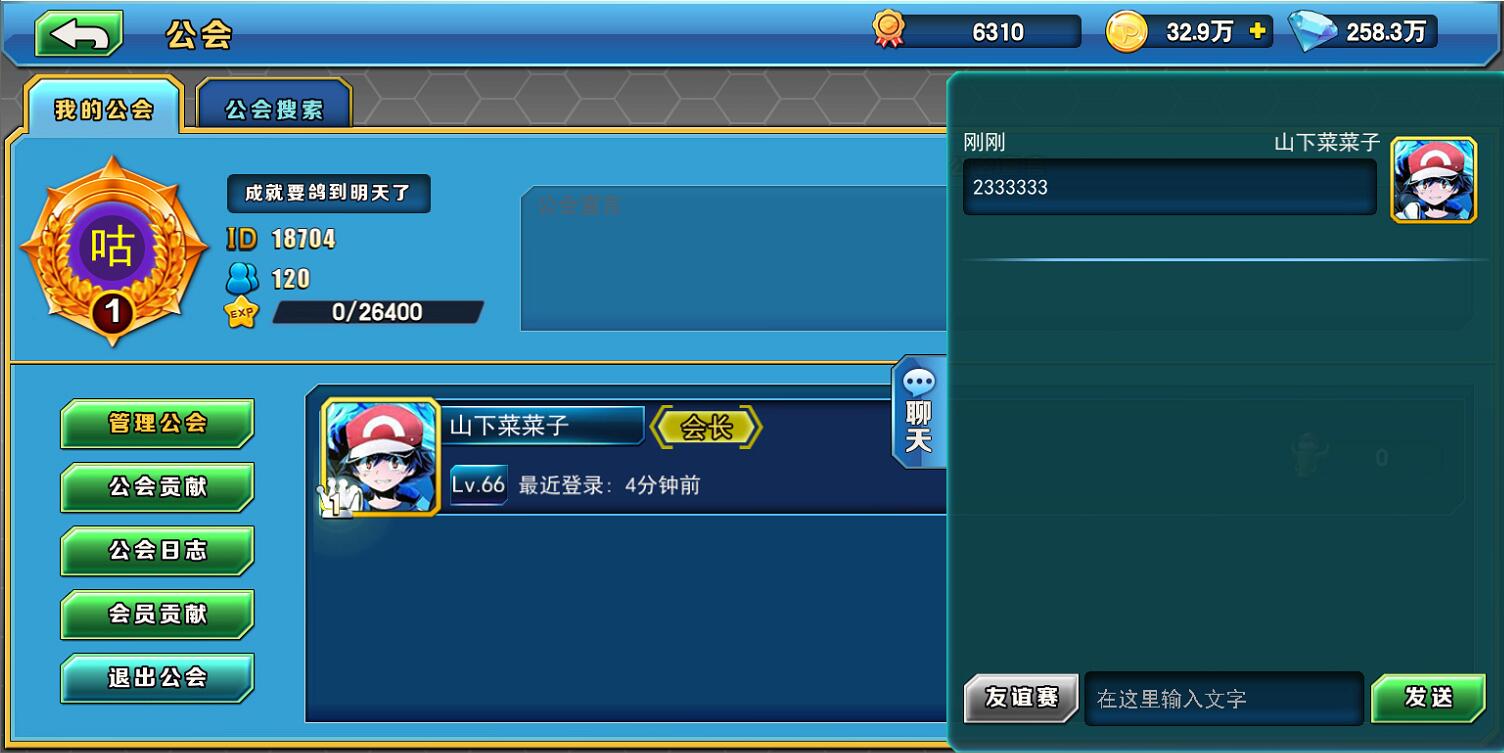 公会
6310
32.9万
258.3万
我的公会
公会搜索
咕
1
成就要鸽到明天了
ID 18704
120
EXP 0/26400
公会宣言
管理公会
公会贡献
公会日志
会员贡献
退出公会
山下菜菜子
会长
1
Lv.66
最近登录：4分钟前
聊天
刚刚
山下菜菜子
2333333
0
友谊赛
在这里输入文字
发送